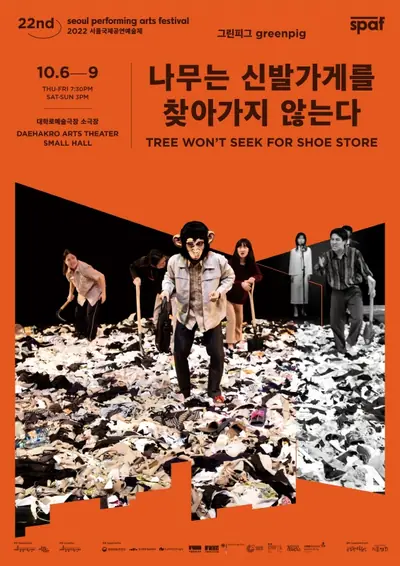 22nd
seoul performing arts festival
2022 서울국제공연예술제
그린피그 greenpig
spaf
10.6—9
THU-FRI 7:30PM
SAT-SUN 3PM
대학로예술극장 소극장
DAEHAKRO ARTS THEATER
SMALL HALL
나무는 신발가게를
찾아가지 않는다
TREE WON'T SEEK FOR SHOE STORE